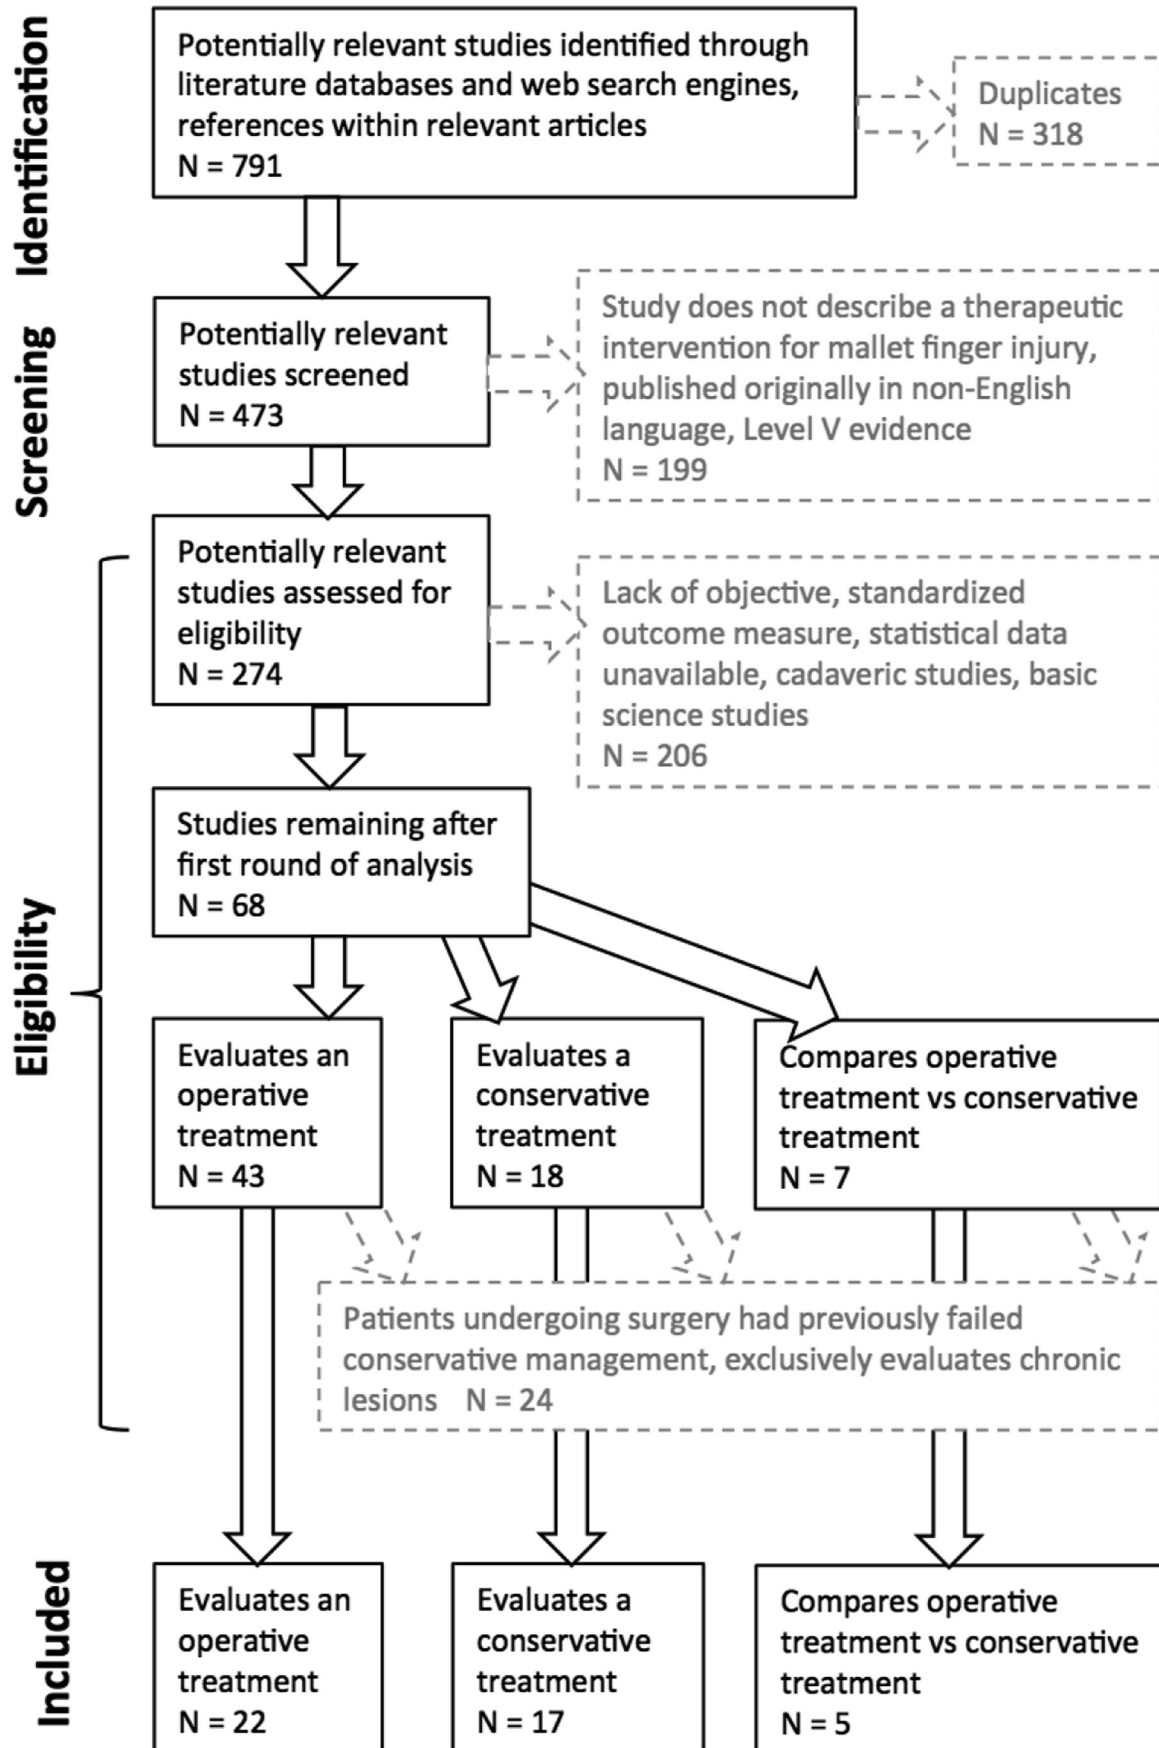 Identification
Potentially relevant studies identified through
literature databases and web search engines,
references within relevant articles
N = 791
Duplicates
N = 318
Screening
Potentially relevant
studies screened
N = 473
Study does not describe a therapeutic
intervention for mallet finger injury,
published originally in non-English
language, Level V evidence
N = 199
Eligibility
Potentially relevant
studies assessed for
eligibility
N = 274
Lack of objective, standardized
outcome measure, statistical data
unavailable, cadaveric studies, basic
science studies
N = 206
Studies remaining after
first round of analysis
N = 68
Evaluates an
operative
treatment
N = 43
Evaluates a
conservative
treatment
N = 18
Compares operative
treatment vs conservative
treatment
N = 7
Patients undergoing surgery had previously failed
conservative management, exclusively evaluates chronic
lesions N = 24
Included
Evaluates an
operative
treatment
N = 22
Evaluates a
conservative
treatment
N = 17
Compares operative
treatment vs conservative
treatment
N = 5